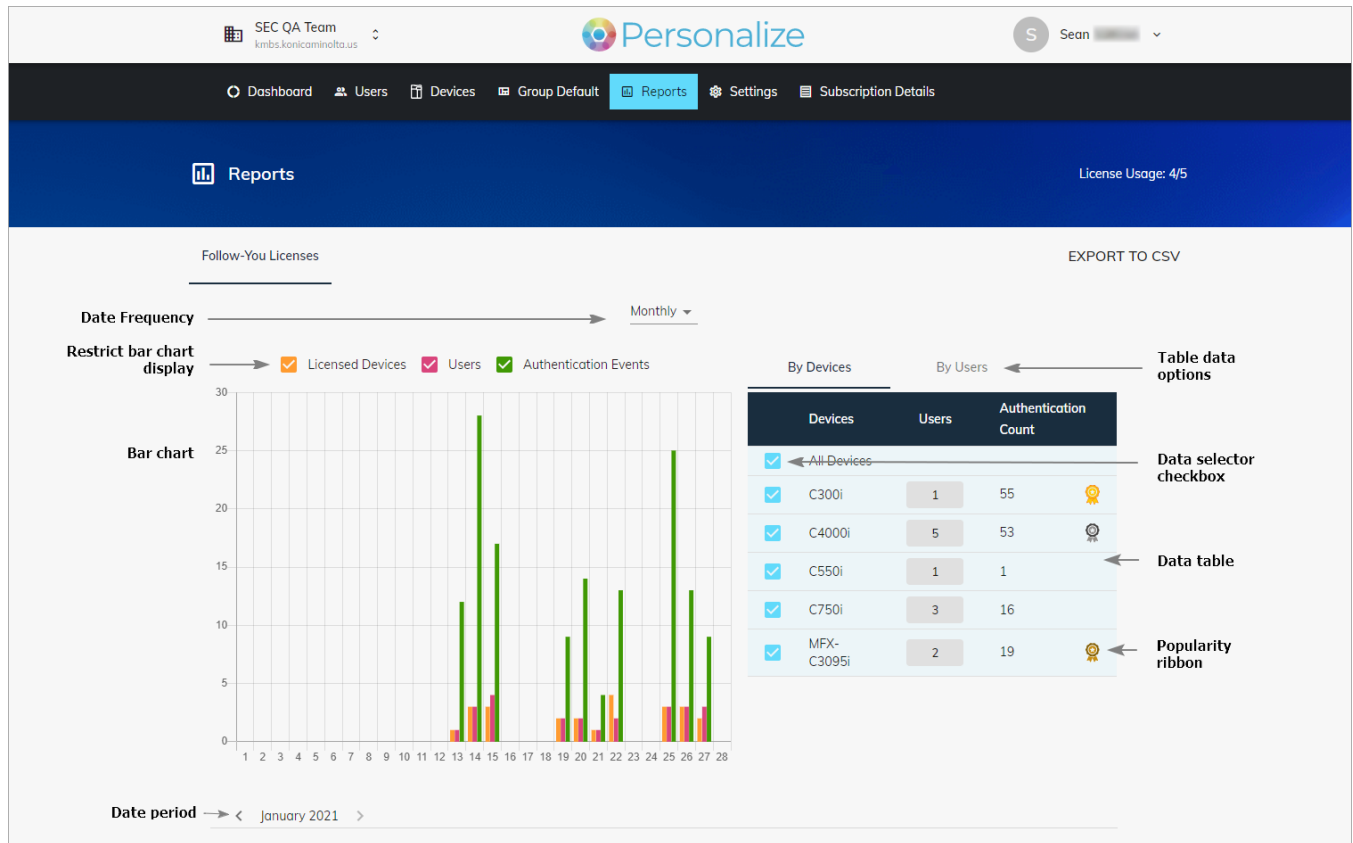 SEC QA Team
kmbs.konicaminolta.us
Personalize
S
Sean
Dashboard
Users
Devices
Group Default
Reports
Settings
Subscription Details
Reports
License Usage: 4/5
Follow-You Licenses
EXPORT TO CSV
Date Frequency
Monthly
Restrict bar chart
display
Licensed Devices
Users
Authentication Events
By Devices
By Users
Table data
options
Bar chart
30
25
20
15
10
5
0
1 2 3 4 5 6 7 8 9 10 11 12 13 14 15 16 17 18 19 20 21 22 23 24 25 26 27 28
Devices
Users
Authentication
Count
All Devices
Data selector
checkbox
C300i
1
55
C4000i
5
53
C550i
1
1
Data table
C750i
3
16
MFX-
C3095i
2
19
Popularity
ribbon
Date period
January 2021